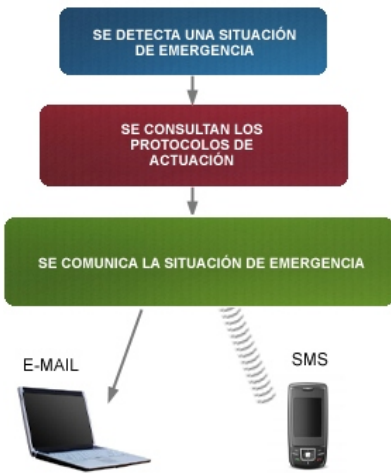 SE DETECTA UNA SITUACIÓN
DE EMERGENCIA
SE CONSULTAN LOS
PROTOCOLOS DE
ACTUACIÓN
SE COMUNICA LA SITUACIÓN DE EMERGENCIA
E-MAIL
SMS